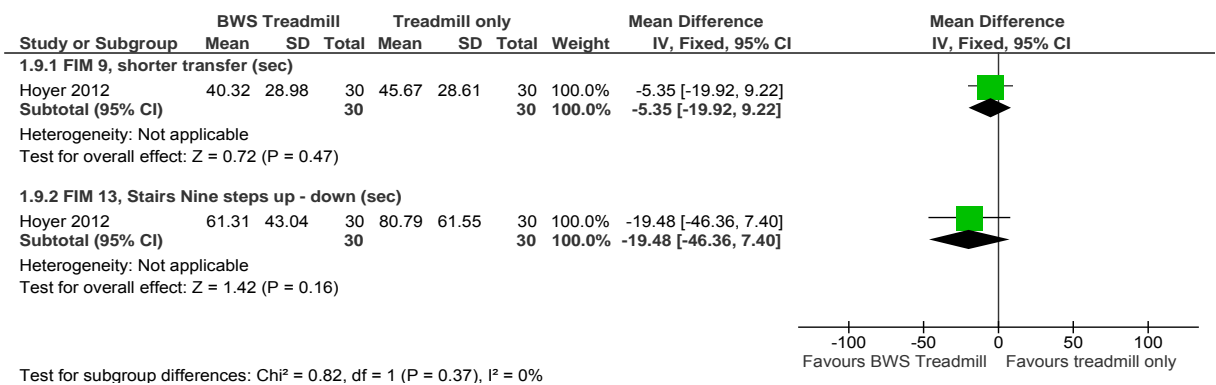 BWS Treadmill Treadmill only Mean Difference Mean Difference
Study or Subgroup Mean SD Total Mean SD Total Weight IV, Fixed, 95% CI IV, Fixed, 95% CI
1.9.1 FIM 9, shorter transfer (sec)
Hoyer 2012 40.32 28.98 30 45.67 28.61 30 100.0% -5.35 [-19.92, 9.22]
Subtotal (95% CI) 30 30 100.0% -5.35 [-19.92, 9.22]
Heterogeneity: Not applicable
Test for overall effect: Z = 0.72 (P = 0.47)
1.9.2 FIM 13, Stairs Nine steps up - down (sec)
Hoyer 2012 61.31 43.04 30 80.79 61.55 30 100.0% -19.48 [-46.36, 7.40]
Subtotal (95% CI) 30 30 100.0% -19.48 [-46.36, 7.40]
Heterogeneity: Not applicable
Test for overall effect: Z = 1.42 (P = 0.16)
-100 -50 0 50 100
Favours BWS Treadmill Favours treadmill only
Test for subgroup differences: Chi² = 0.82, df = 1 (P = 0.37), I² = 0%